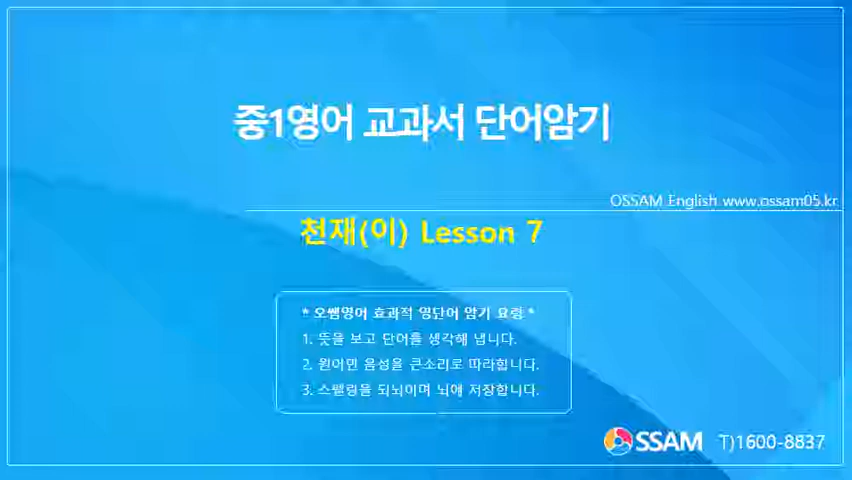 중1영어 교과서 단어암기
OSSAM English www.ossam05.kr
천재(이) Lesson 7
* 오쌤영어 효과적 영단어 암기 요령 *
1. 뜻을 보고 단어를 생각해 냅니다.
2. 원어민 음성을 큰소리로 따라합니다.
3. 스펠링을 되뇌이며 뇌에 저장합니다.
OSSAM T)1600-8837